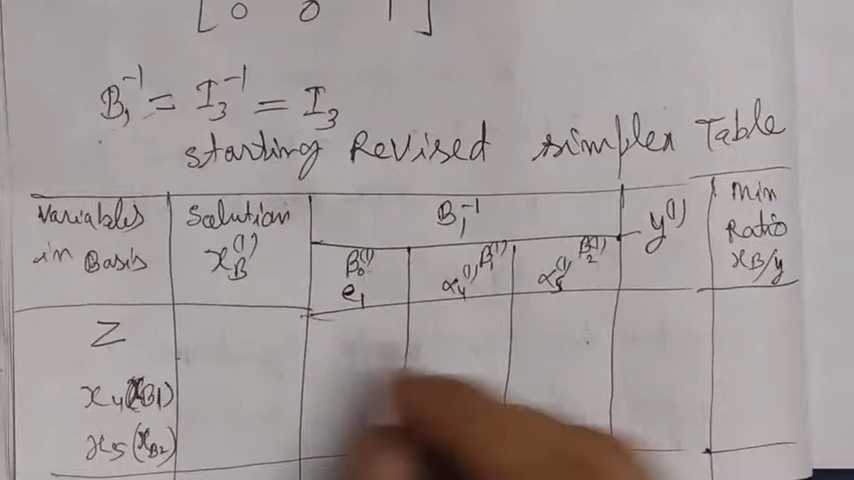 [ 0 0 1 ]
B₁⁻¹ = I₃⁻¹ = I₃
starting Revised simplex Table
Variables in Basis | Solution x_B⁽¹⁾ | B₁⁻¹ | y⁽¹⁾ | Min Ratio x_B/y
β₀⁽¹⁾ e₁ | α₄⁽¹⁾ β₁⁽¹⁾ | α₅⁽¹⁾ β₂⁽¹⁾
Z
x₄(x_B1)
x₅(x_B2)